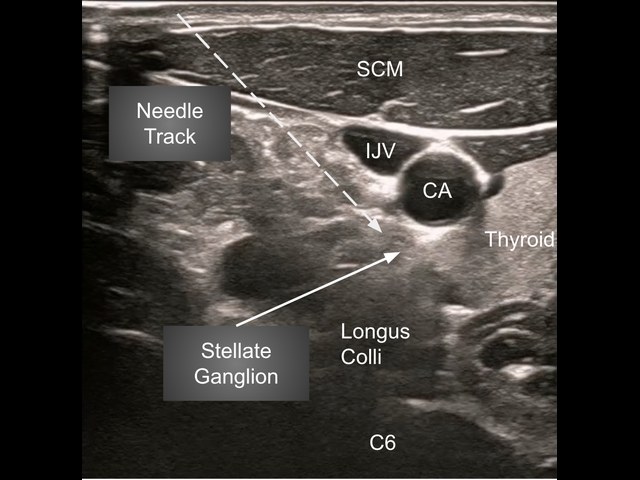 SCM
Needle
Track
IJV
CA
Thyroid
Stellate
Ganglion
Longus
Colli
C6